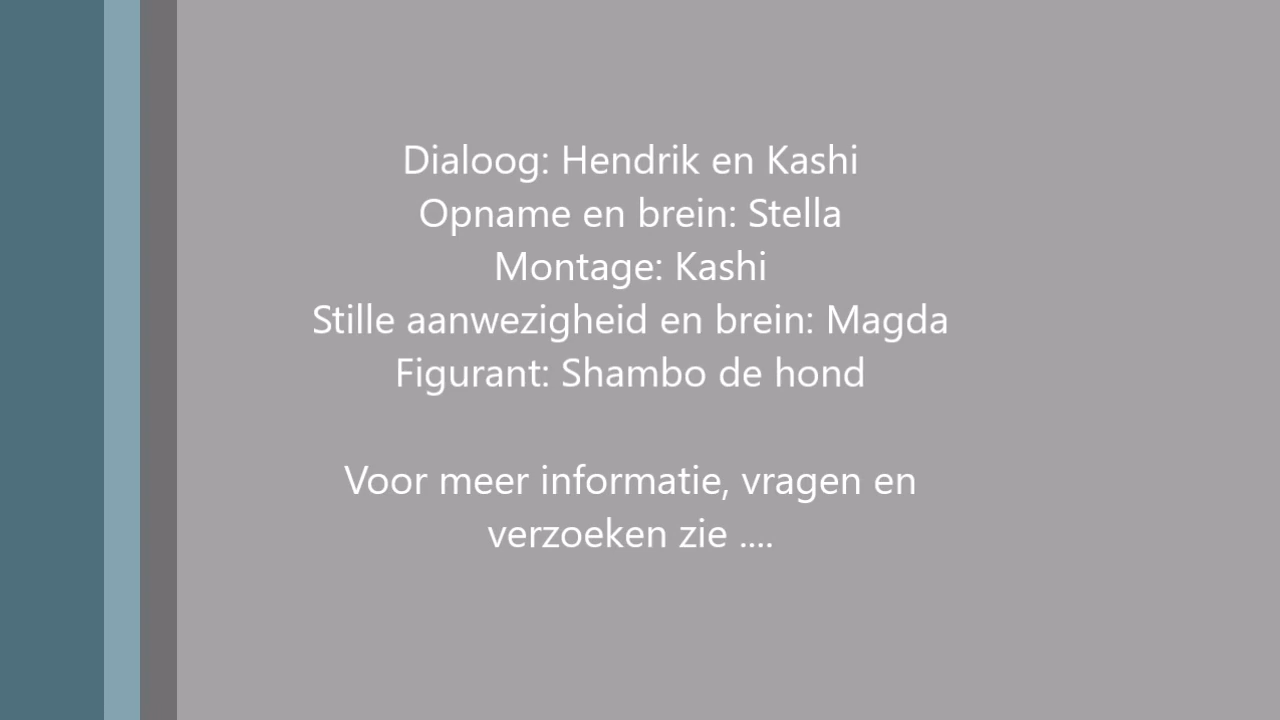 Dialoog: Hendrik en Kashi
Opname en brein: Stella
Montage: Kashi
Stille aanwezigheid en brein: Magda
Figurant: Shambo de hond
Voor meer informatie, vragen en
verzoeken zie ....